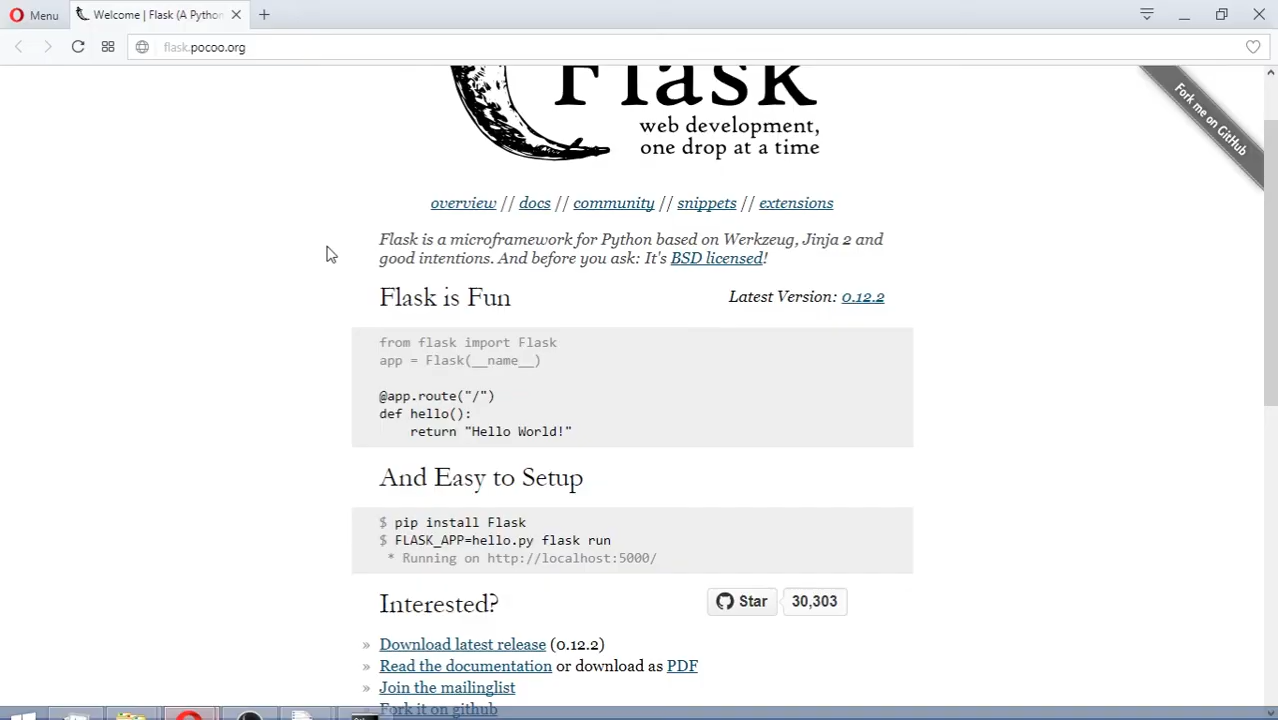 Menu
Welcome | Flask (A Python
flask.pocoo.org
Flask
web development,
one drop at a time
Fork me on GitHub
overview // docs // community // snippets // extensions
Flask is a microframework for Python based on Werkzeug, Jinja 2 and
good intentions. And before you ask: It's BSD licensed!
Flask is Fun
Latest Version: 0.12.2
from flask import Flask
app = Flask(__name__)
@app.route("/")
def hello():
    return "Hello World!"
And Easy to Setup
$ pip install Flask
$ FLASK_APP=hello.py flask run
 * Running on http://localhost:5000/
Interested?
Star 30,303
» Download latest release (0.12.2)
» Read the documentation or download as PDF
» Join the mailinglist
» Fork it on github